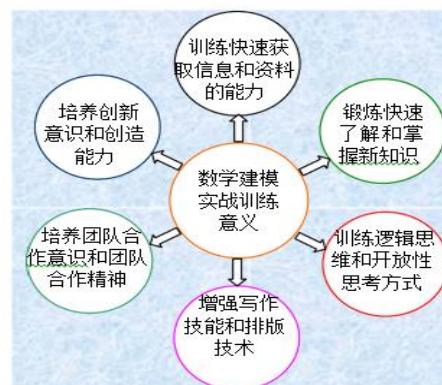 训练快速获
取信息和资料
的能力
培养创新
意识和创造
能力
锻炼快速
了解和掌
握新知识
数学建模
实战训练
意义
培养团队合
作意识和团队
合作精神
训练逻辑思
维和开放性
思考方式
增强写作
技能和排版
技术